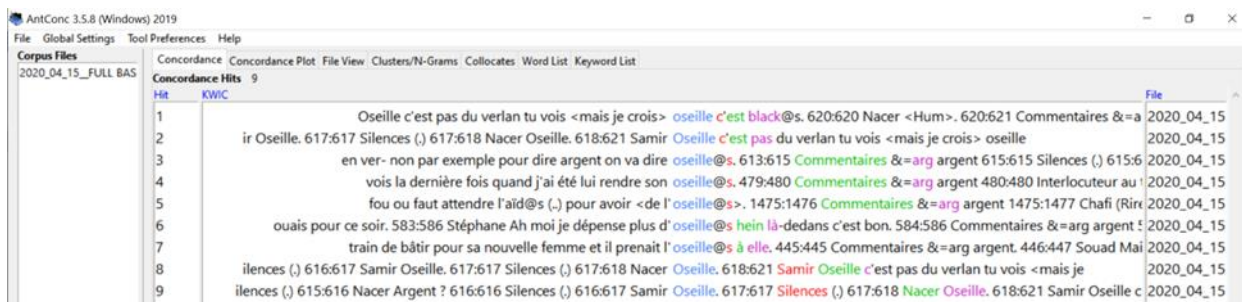 AntConc 3.5.8 (Windows) 2019
File Global Settings Tool Preferences Help
Corpus Files
2020_04_15__FULL BAS
Concordance Concordance Plot File View Clusters/N-Grams Collocates Word List Keyword List
Concordance Hits 9
Hit KWIC File
1 Oseille c'est pas du verlan tu vois <mais je crois> oseille c'est black@s. 620:620 Nacer <Hum>. 620:621 Commentaires &=a 2020_04_15
2 ir Oseille. 617:617 Silences (.) 617:618 Nacer Oseille. 618:621 Samir Oseille c'est pas du verlan tu vois <mais je crois> oseille 2020_04_15
3 en ver- non par exemple pour dire argent on va dire oseille@s. 613:615 Commentaires &=arg argent 615:615 Silences (.) 615:6 2020_04_15
4 vois la dernière fois quand j'ai été lui rendre son oseille@s. 479:480 Commentaires &=arg argent 480:480 Interlocuteur au 2020_04_15
5 fou ou faut attendre l'aïd@s (..) pour avoir <de l'oseille@s>. 1475:1476 Commentaires &=arg argent 1475:1477 Chafi (Rire 2020_04_15
6 ouais pour ce soir. 583:586 Stéphane Ah moi je dépense plus d'oseille@s hein là-dedans c'est bon. 584:586 Commentaires &=arg argent 2020_04_15
7 train de bâtir pour sa nouvelle femme et il prenait l'oseille@s à elle. 445:445 Commentaires &=arg argent. 446:447 Souad Mai 2020_04_15
8 ilences (.) 616:617 Samir Oseille. 617:617 Silences (.) 617:618 Nacer Oseille. 618:621 Samir Oseille c'est pas du verlan tu vois <mais je 2020_04_15
9 ilences (.) 615:616 Nacer Argent ? 616:616 Silences (.) 616:617 Samir Oseille. 617:617 Silences (.) 617:618 Nacer Oseille. 618:621 Samir Oseille c 2020_04_15